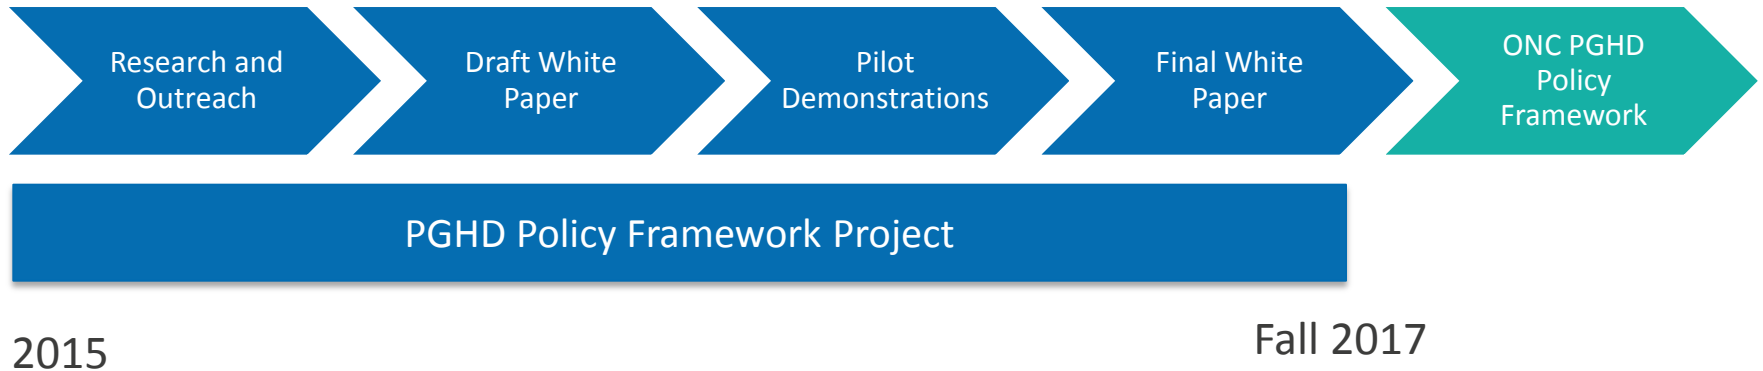 Research and
Outreach
Draft White
Paper
Pilot
Demonstrations
Final White
Paper
ONC PGHD
Policy
Framework
PGHD Policy Framework Project
2015
Fall 2017